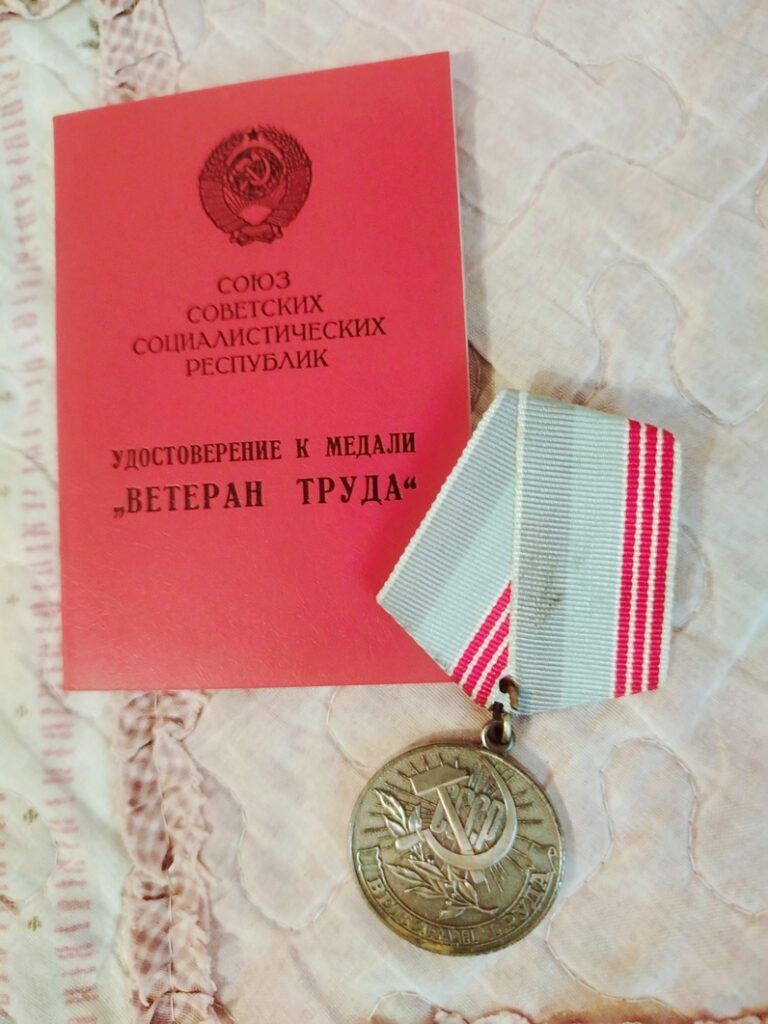 СОЮЗ
СОВЕТСКИХ
СОЦИАЛИСТИЧЕСКИХ
РЕСПУБЛИК
УДОСТОВЕРЕНИЕ К МЕДАЛИ
„ВЕТЕРАН ТРУДА“
СССР
ВЕТЕРАН ТРУДА